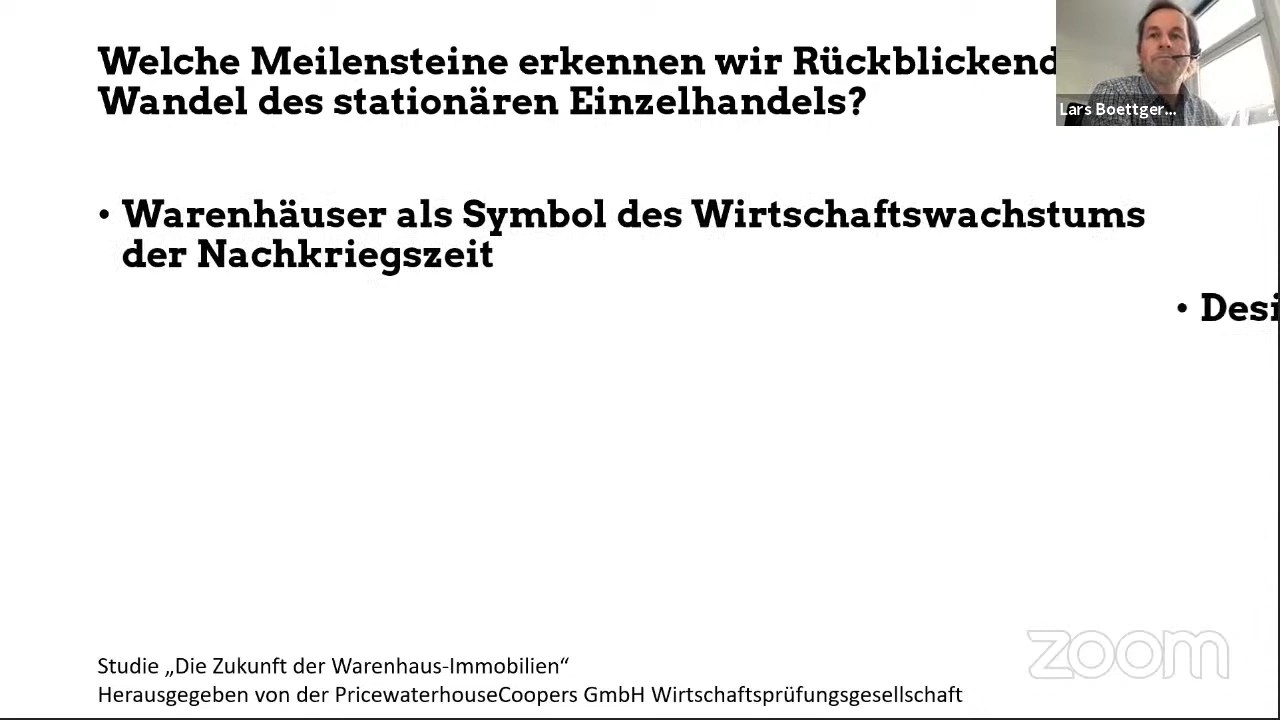 Welche Meilensteine erkennen wir Rückblickend
Wandel des stationären Einzelhandels?
Lars Boettger...
• Warenhäuser als Symbol des Wirtschaftswachstums
der Nachkriegszeit
• Desi
Studie „Die Zukunft der Warenhaus-Immobilien“
Herausgegeben von der PricewaterhouseCoopers GmbH Wirtschaftsprüfungsgesellschaft
zoom